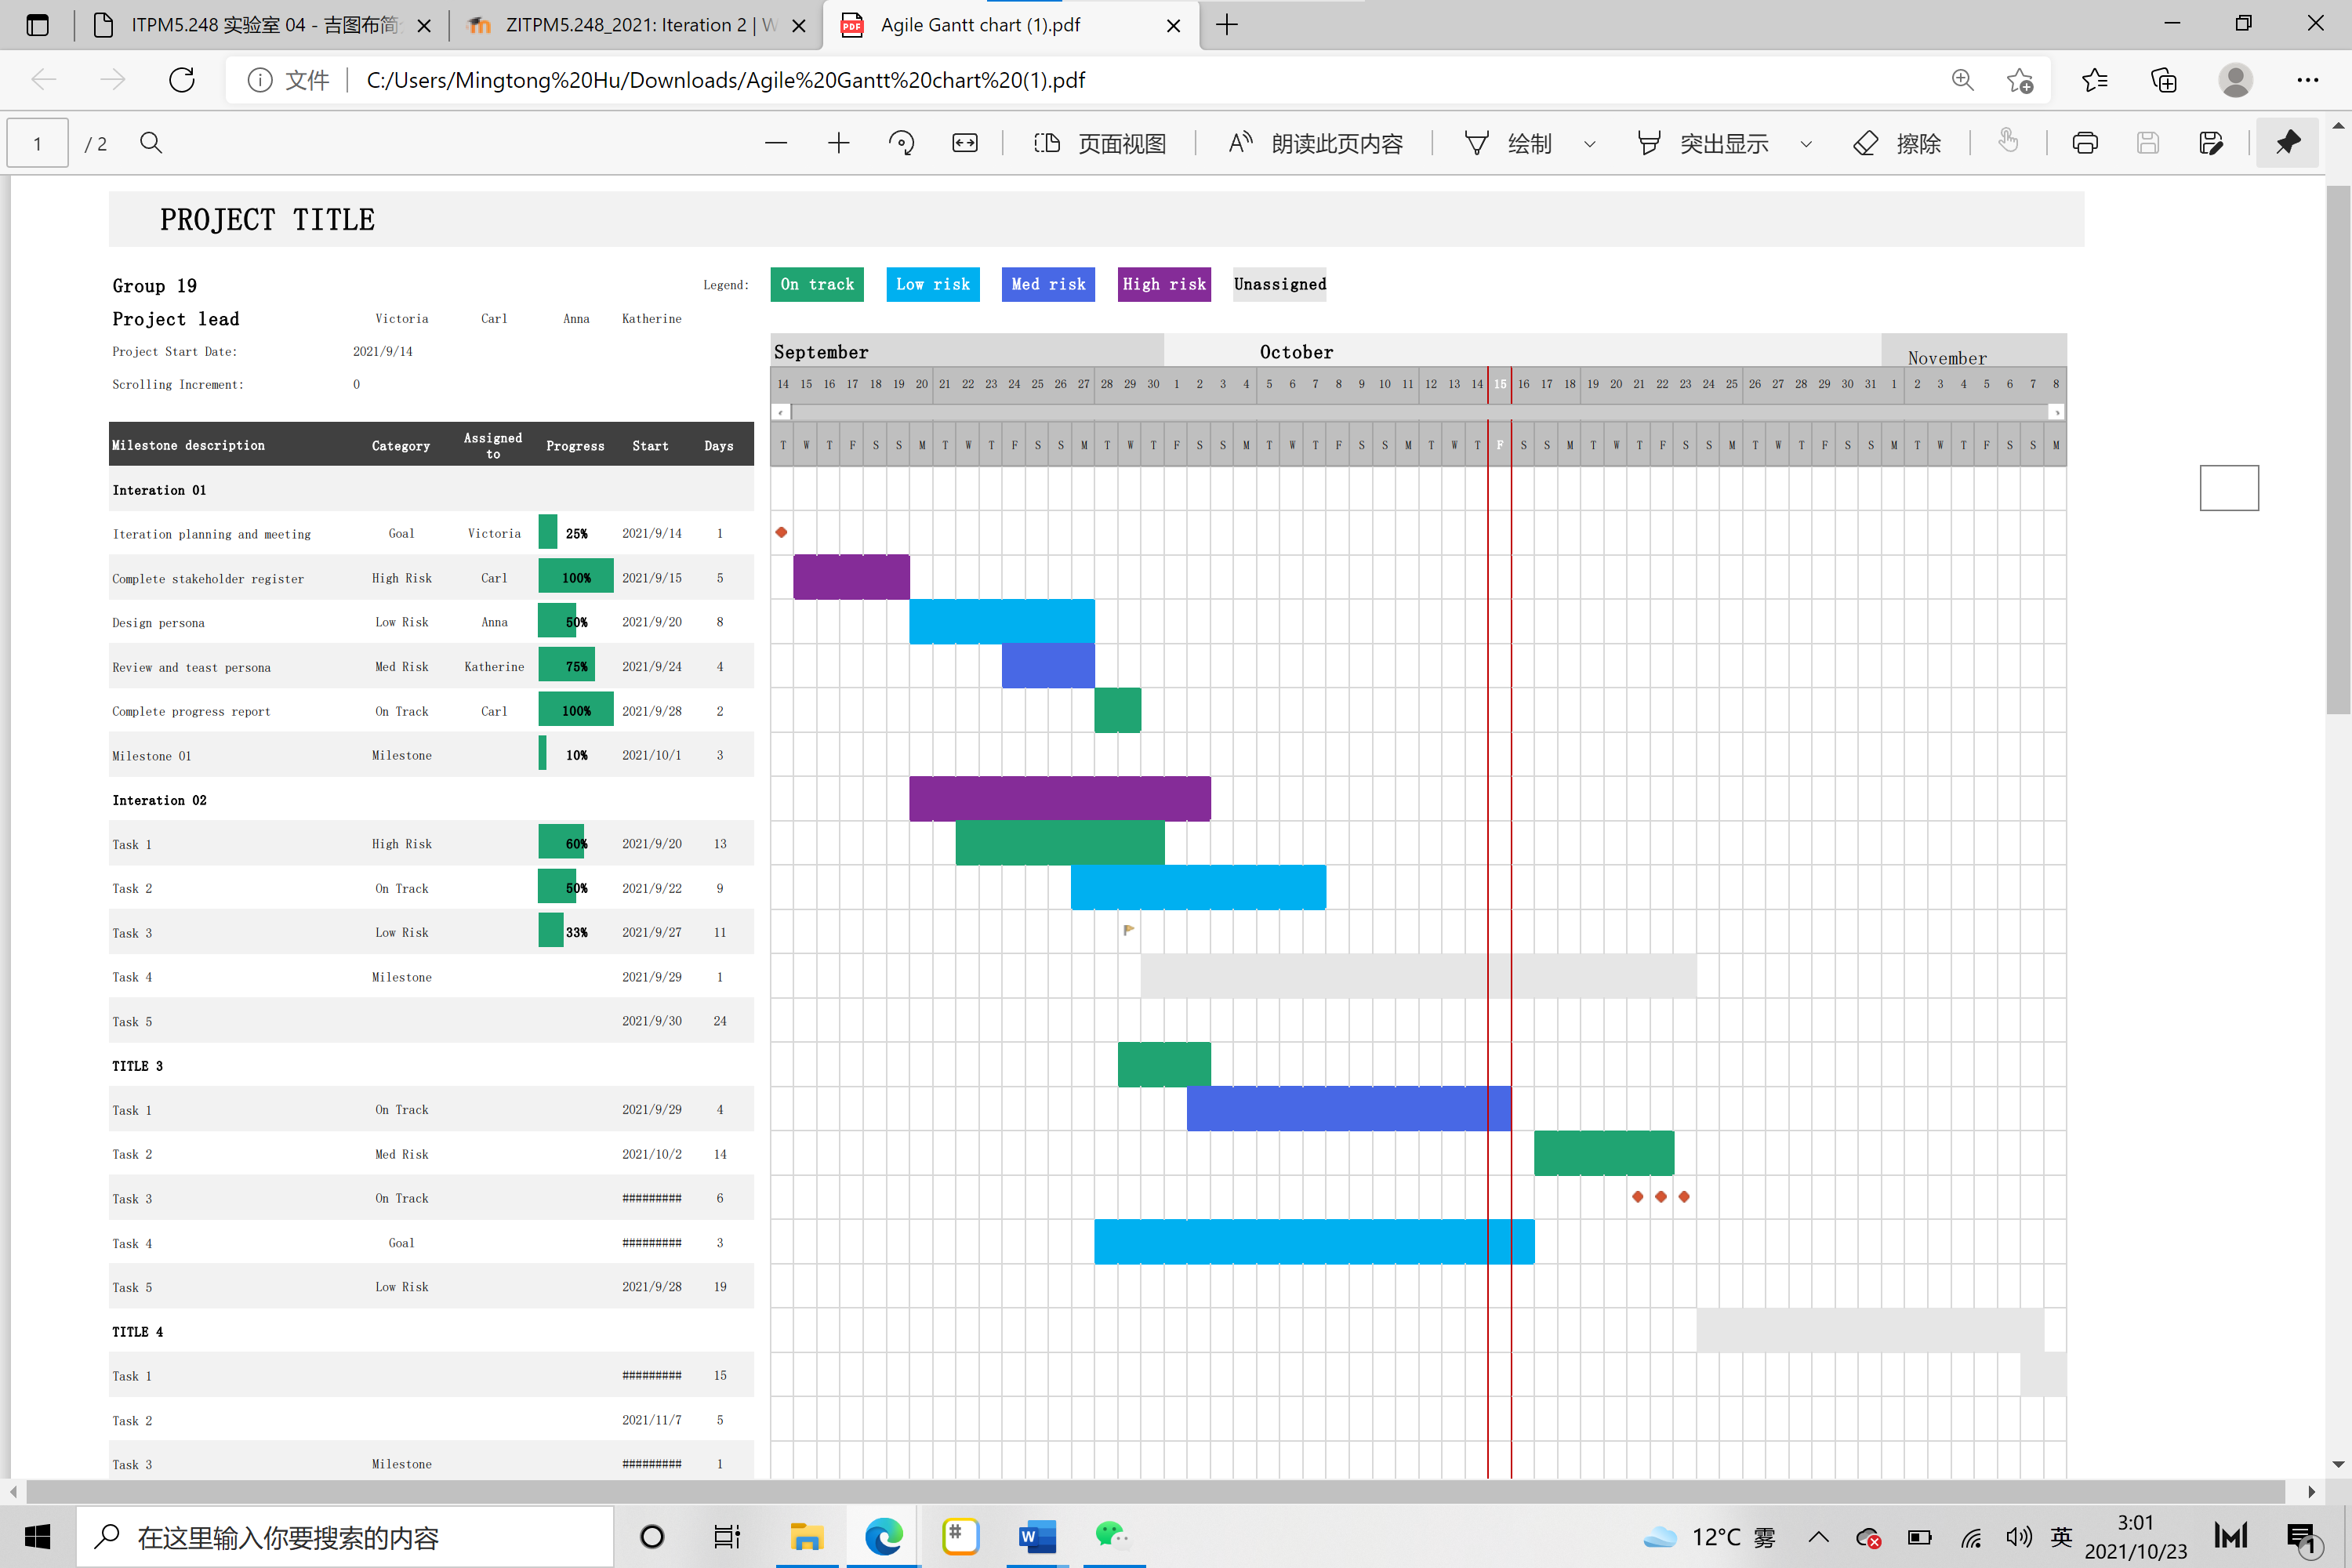 ITPM5.248 实验室 04 - 吉图布简
ZITPM5.248_2021: Iteration 2 | W
Agile Gantt chart (1).pdf
文件
C:/Users/Mingtong%20Hu/Downloads/Agile%20Gantt%20chart%20(1).pdf
1 / 2
页面视图
朗读此页内容
绘制
突出显示
擦除
PROJECT TITLE
Group 19
Legend: On track Low risk Med risk High risk Unassigned
Project lead Victoria Carl Anna Katherine
Project Start Date: 2021/9/14
Scrolling Increment: 0
September October November
14 15 16 17 18 19 20 21 22 23 24 25 26 27 28 29 30 1 2 3 4 5 6 7 8 9 10 11 12 13 14 15 16 17 18 19 20 21 22 23 24 25 26 27 28 29 30 31 1 2 3 4 5 6 7 8
Milestone description Category Assigned to Progress Start Days
T W T F S S M T W T F S S M T W T F S S M T W T F S S M T W T F S S M T W T F S S M T W T F S S M T W T F S S M
Interation 01
Iteration planning and meeting Goal Victoria 25% 2021/9/14 1
Complete stakeholder register High Risk Carl 100% 2021/9/15 5
Design persona Low Risk Anna 50% 2021/9/20 8
Review and teast persona Med Risk Katherine 75% 2021/9/24 4
Complete progress report On Track Carl 100% 2021/9/28 2
Milestone 01 Milestone 10% 2021/10/1 3
Interation 02
Task 1 High Risk 60% 2021/9/20 13
Task 2 On Track 50% 2021/9/22 9
Task 3 Low Risk 33% 2021/9/27 11
Task 4 Milestone 2021/9/29 1
Task 5 2021/9/30 24
TITLE 3
Task 1 On Track 2021/9/29 4
Task 2 Med Risk 2021/10/2 14
Task 3 On Track ######### 6
Task 4 Goal ######### 3
Task 5 Low Risk 2021/9/28 19
TITLE 4
Task 1 ######### 15
Task 2 2021/11/7 5
Task 3 Milestone ######### 1
在这里输入你要搜索的内容
12°C 雾
英
3:01
2021/10/23
1